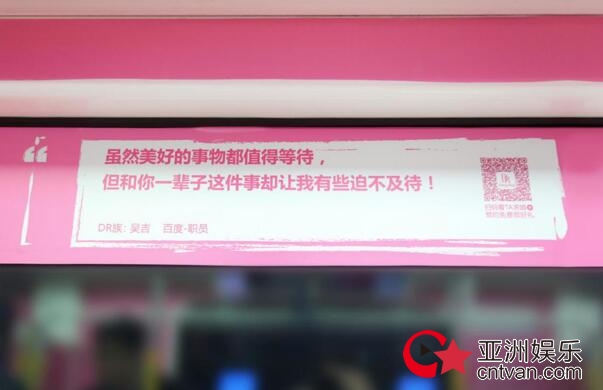 虽然美好的事物都值得等待，
但和你一辈子这件事却让我有些迫不及待！
DR族: 吴吉 百度-职员
亚洲娱乐
cntvan.com